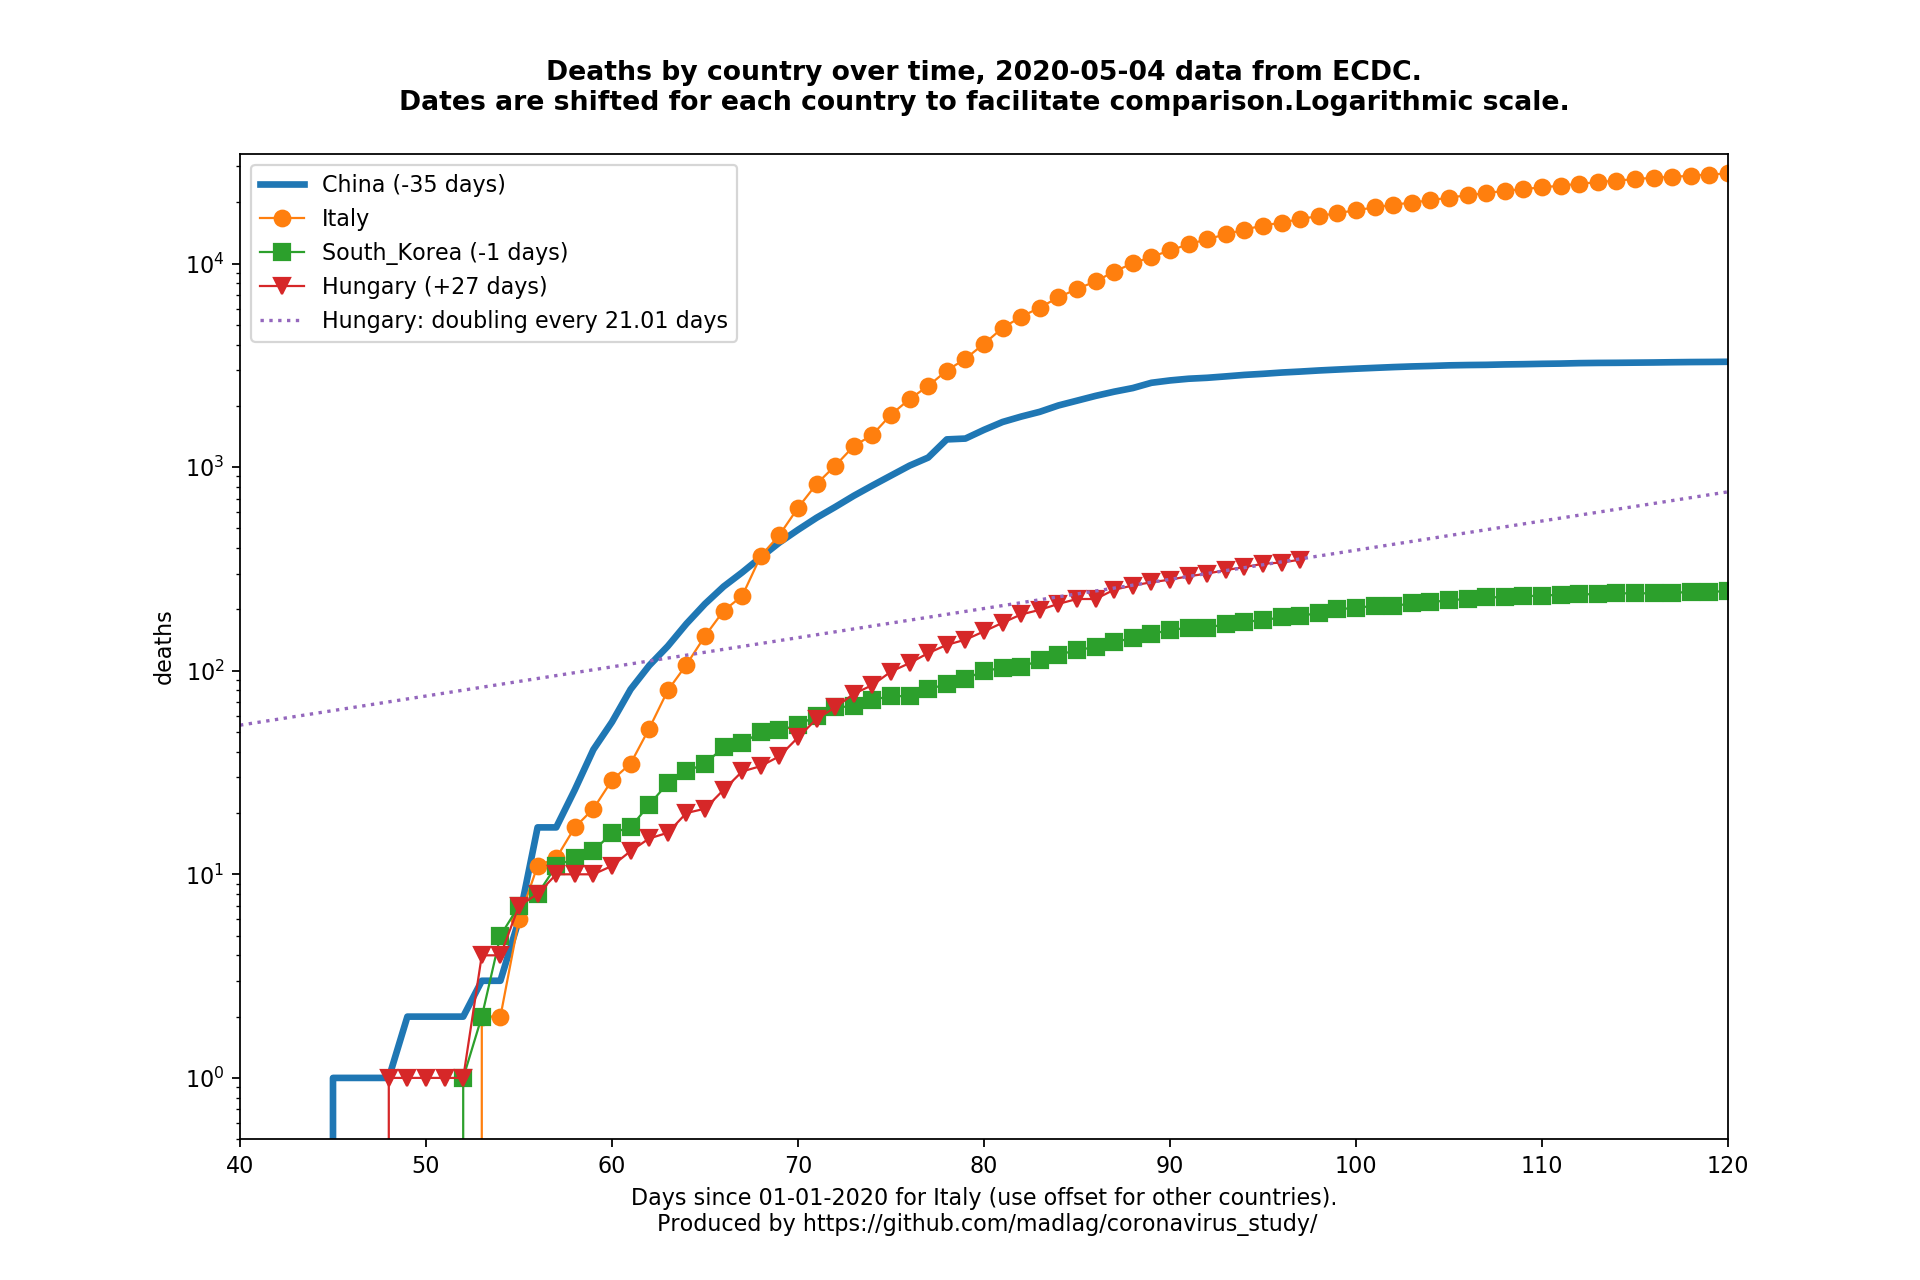 Deaths by country over time, 2020-05-04 data from ECDC.
Dates are shifted for each country to facilitate comparison.Logarithmic scale.
China (-35 days)
Italy
South_Korea (-1 days)
Hungary (+27 days)
Hungary: doubling every 21.01 days
deaths
10⁴
10³
10²
10¹
10⁰
40 50 60 70 80 90 100 110 120
Days since 01-01-2020 for Italy (use offset for other countries).
Produced by https://github.com/madlag/coronavirus_study/